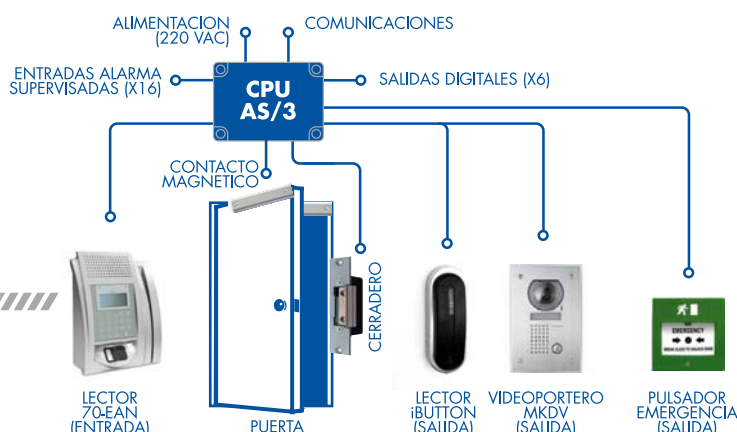 ALIMENTACION
(220 VAC)
COMUNICACIONES
ENTRADAS ALARMA
SUPERVISADAS (X16)
CPU
AS/3
SALIDAS DIGITALES (X6)
CONTACTO
MAGNETICO
CERRADERO
EMERGENCY
LECTOR
70-EAN
(ENTRADA)
PUERTA
LECTOR
iBUTTON
(SALIDA)
VIDEOPORTERO
MKDV
(SALIDA)
PULSADOR
EMERGENCIA
(SALIDA)